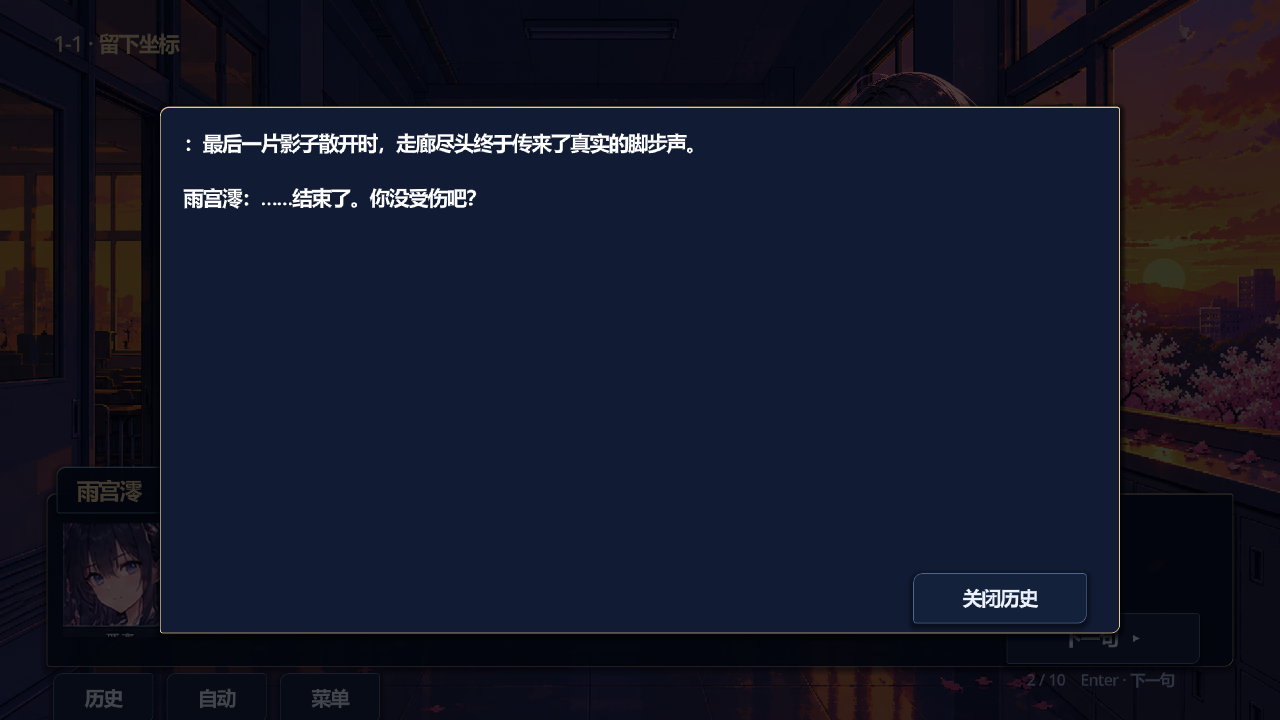 1-1 · 留下坐标
：最后一片影子散开时，走廊尽头终于传来了真实的脚步声。
雨宫澪：……结束了。你没受伤吧？
雨宫澪
关闭历史
下一句 ▸
历史
自动
菜单
2 / 10 Enter · 下一句